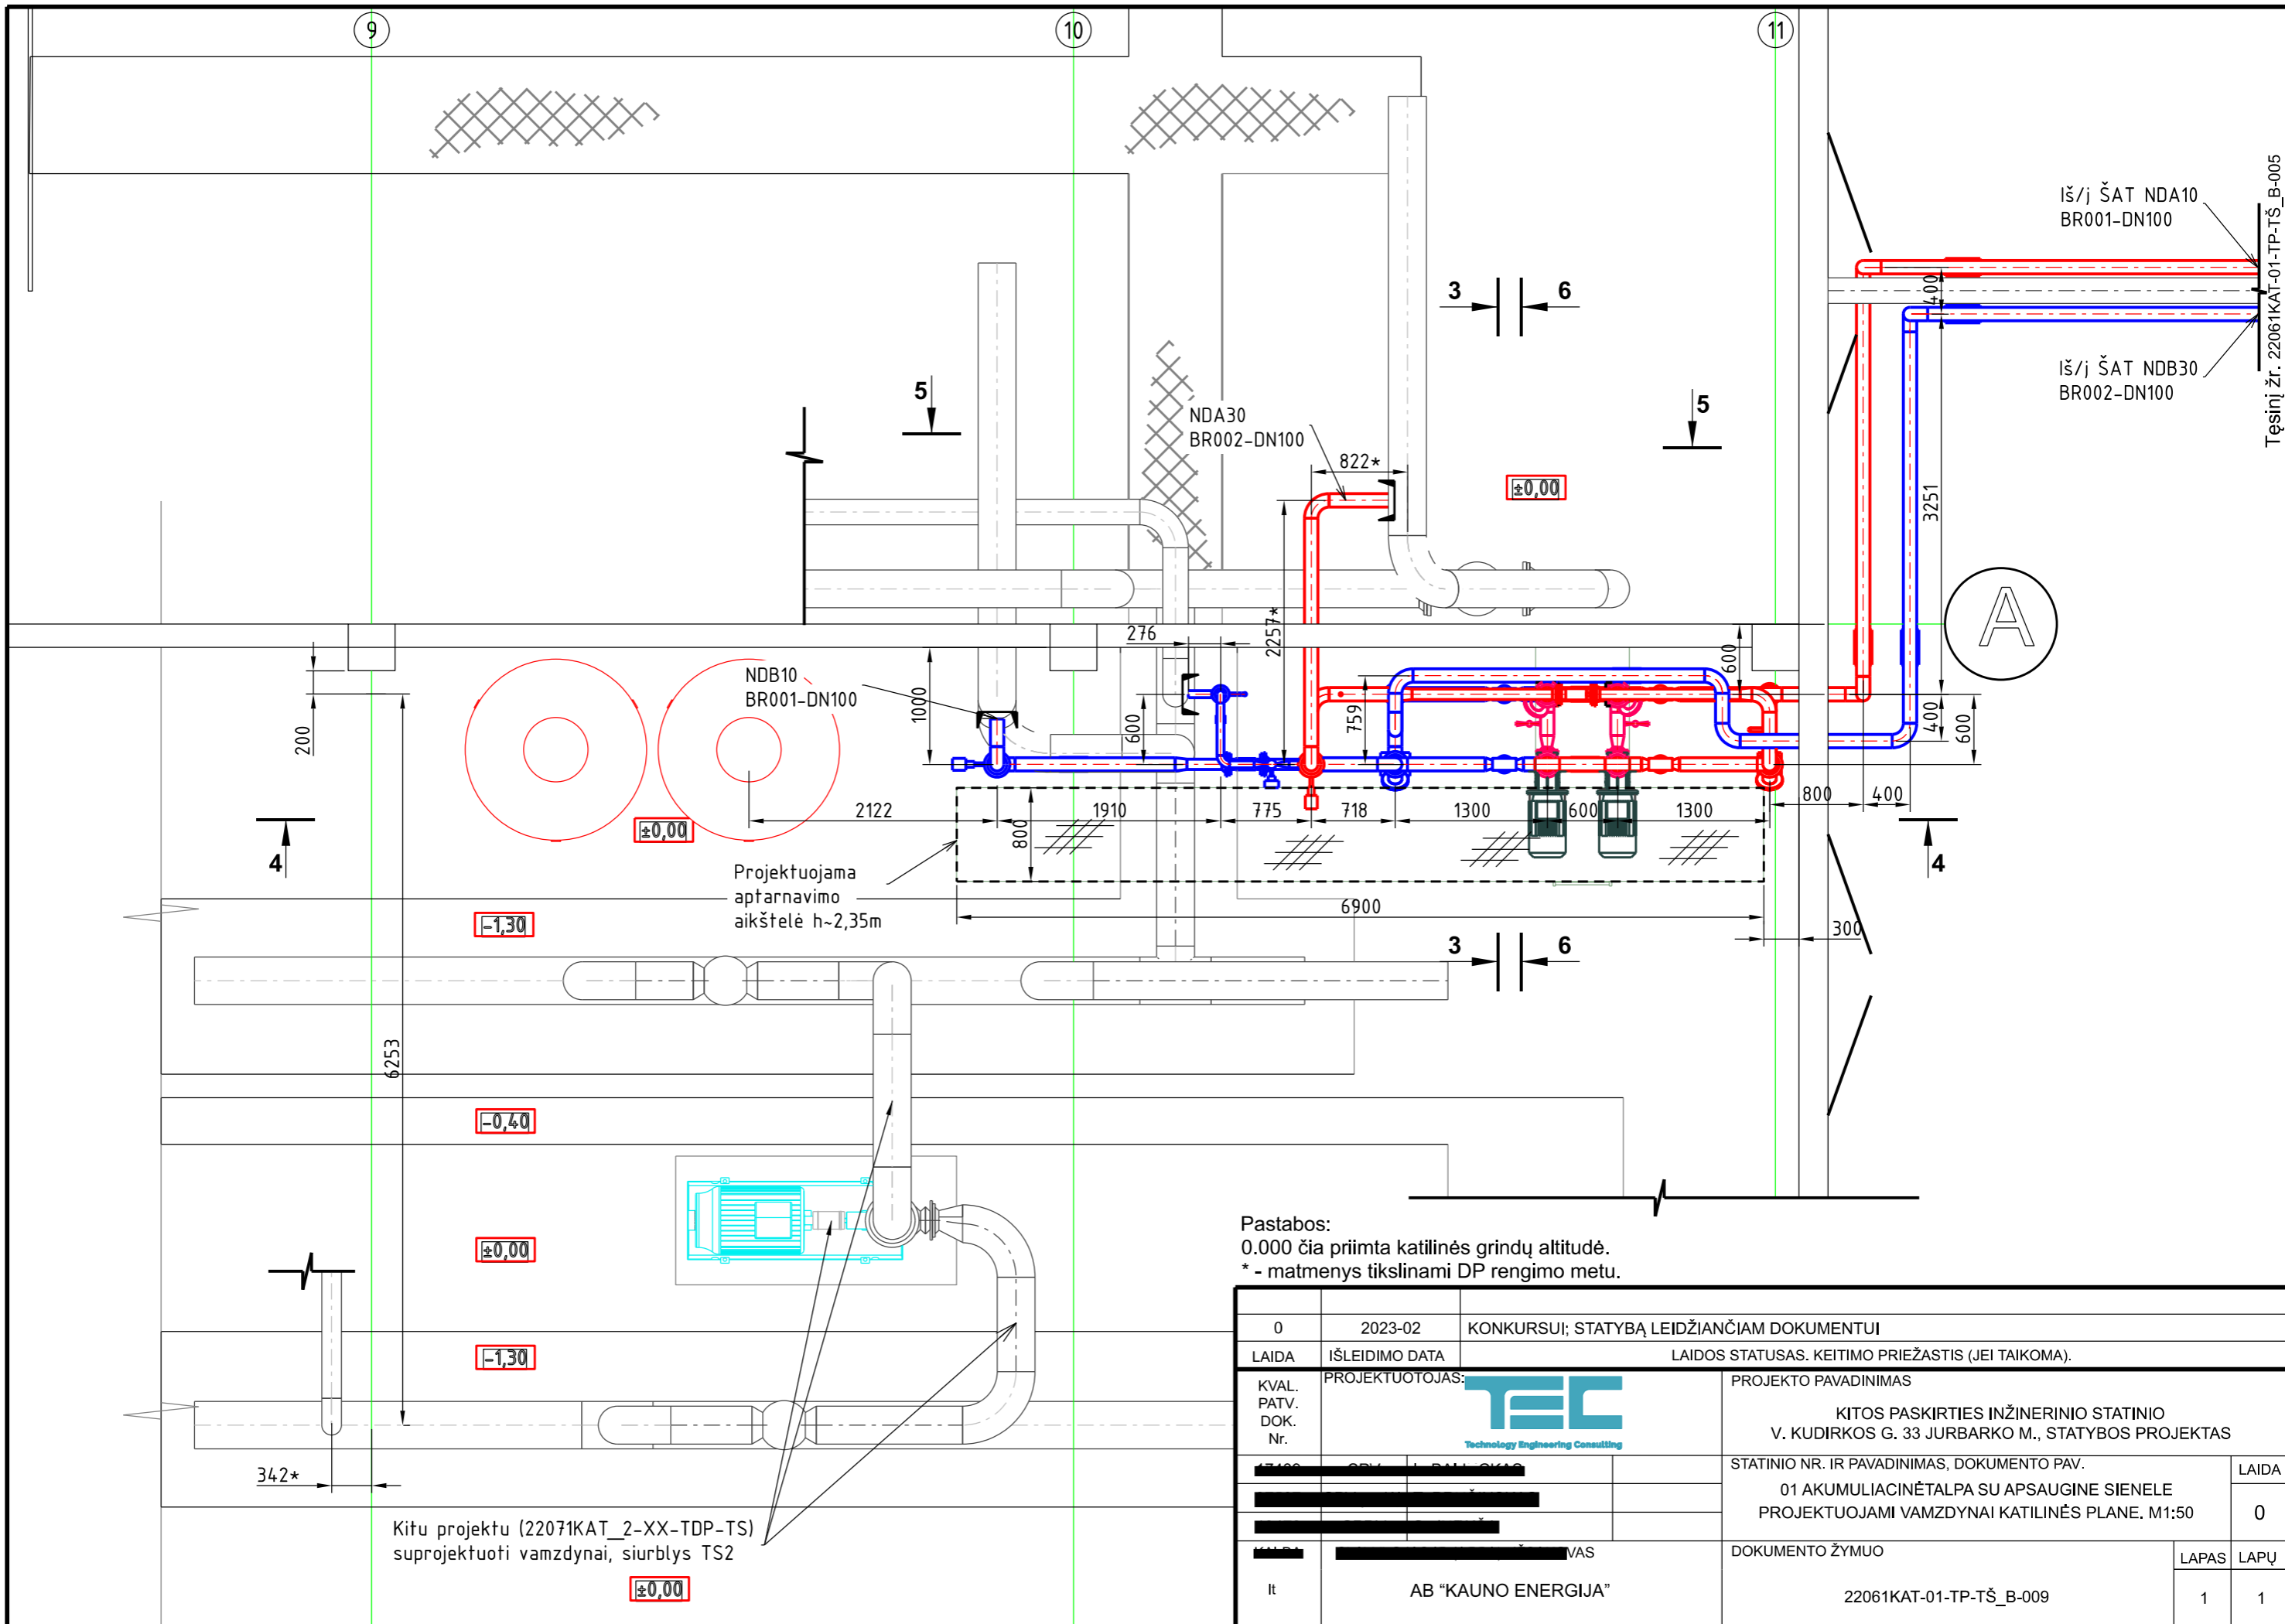 9
10
11
Iš/į ŠAT NDA10
BR001-DN100
Tęsinį žr. 22061KAT-01-TP-TŠ_B-005
400
3
6
Iš/į ŠAT NDB30
BR002-DN100
5
5
NDA30
BR002-DN100
822*
±0,00
3251
A
2257*
276
600
NDB10
BR001-DN100
1000
200
600
759
400
600
2122
1910
775
718
1300
600
1300
800
400
±0,00
800
4
4
Projektuojama
aptarnavimo
aikštelė h~2,35m
6900
300
-1,30
3
6
6253
-0,40
±0,00
-1,30
342*
Kitu projektu (22071KAT_2-XX-TDP-TS)
suprojektuoti vamzdynai, siurblys TS2
±0,00
Pastabos:
0.000 čia priimta katilinės grindų altitudė.
* - matmenys tikslinami DP rengimo metu.
0 2023-02 KONKURSUI; STATYBĄ LEIDŽIANČIAM DOKUMENTUI
LAIDA IŠLEIDIMO DATA LAIDOS STATUSAS. KEITIMO PRIEŽASTIS (JEI TAIKOMA).
KVAL.
PATV.
DOK.
Nr.
PROJEKTUOTOJAS:
TEC
Technology Engineering Consulting
PROJEKTO PAVADINIMAS
KITOS PASKIRTIES INŽINERINIO STATINIO
V. KUDIRKOS G. 33 JURBARKO M., STATYBOS PROJEKTAS
STATINIO NR. IR PAVADINIMAS, DOKUMENTO PAV.
LAIDA
01 AKUMULIACINĖTALPA SU APSAUGINE SIENELE
PROJEKTUOJAMI VAMZDYNAI KATILINĖS PLANE. M1:50
0
VAS
DOKUMENTO ŽYMUO
LAPAS
LAPŲ
lt
AB “KAUNO ENERGIJA”
22061KAT-01-TP-TŠ_B-009
1
1